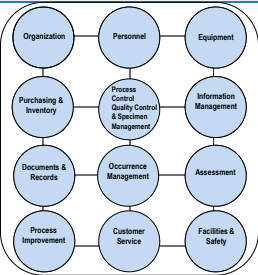 Organization
Personnel
Equipment
Purchasing &
Inventory
Process
Control
Quality Control
& Specimen
Management
Information
Management
Documents &
Records
Occurrence
Management
Assessment
Process
Improvement
Customer
Service
Facilities &
Safety